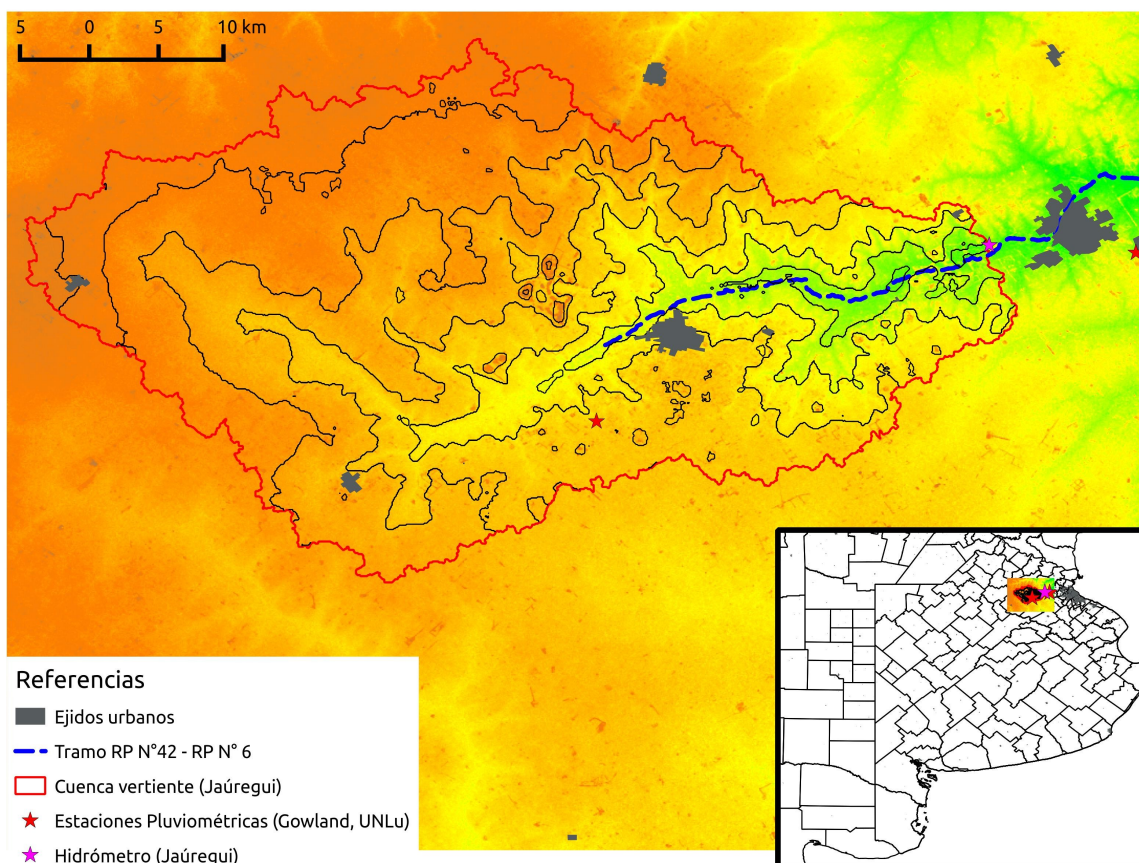 5 0 5 10 km
Referencias
Ejidos urbanos
Tramo RP N°42 - RP N° 6
Cuenca vertiente (Jaúregui)
Estaciones Pluviométricas (Gowland, UNLu)
Hidrómetro (Jaúregui)